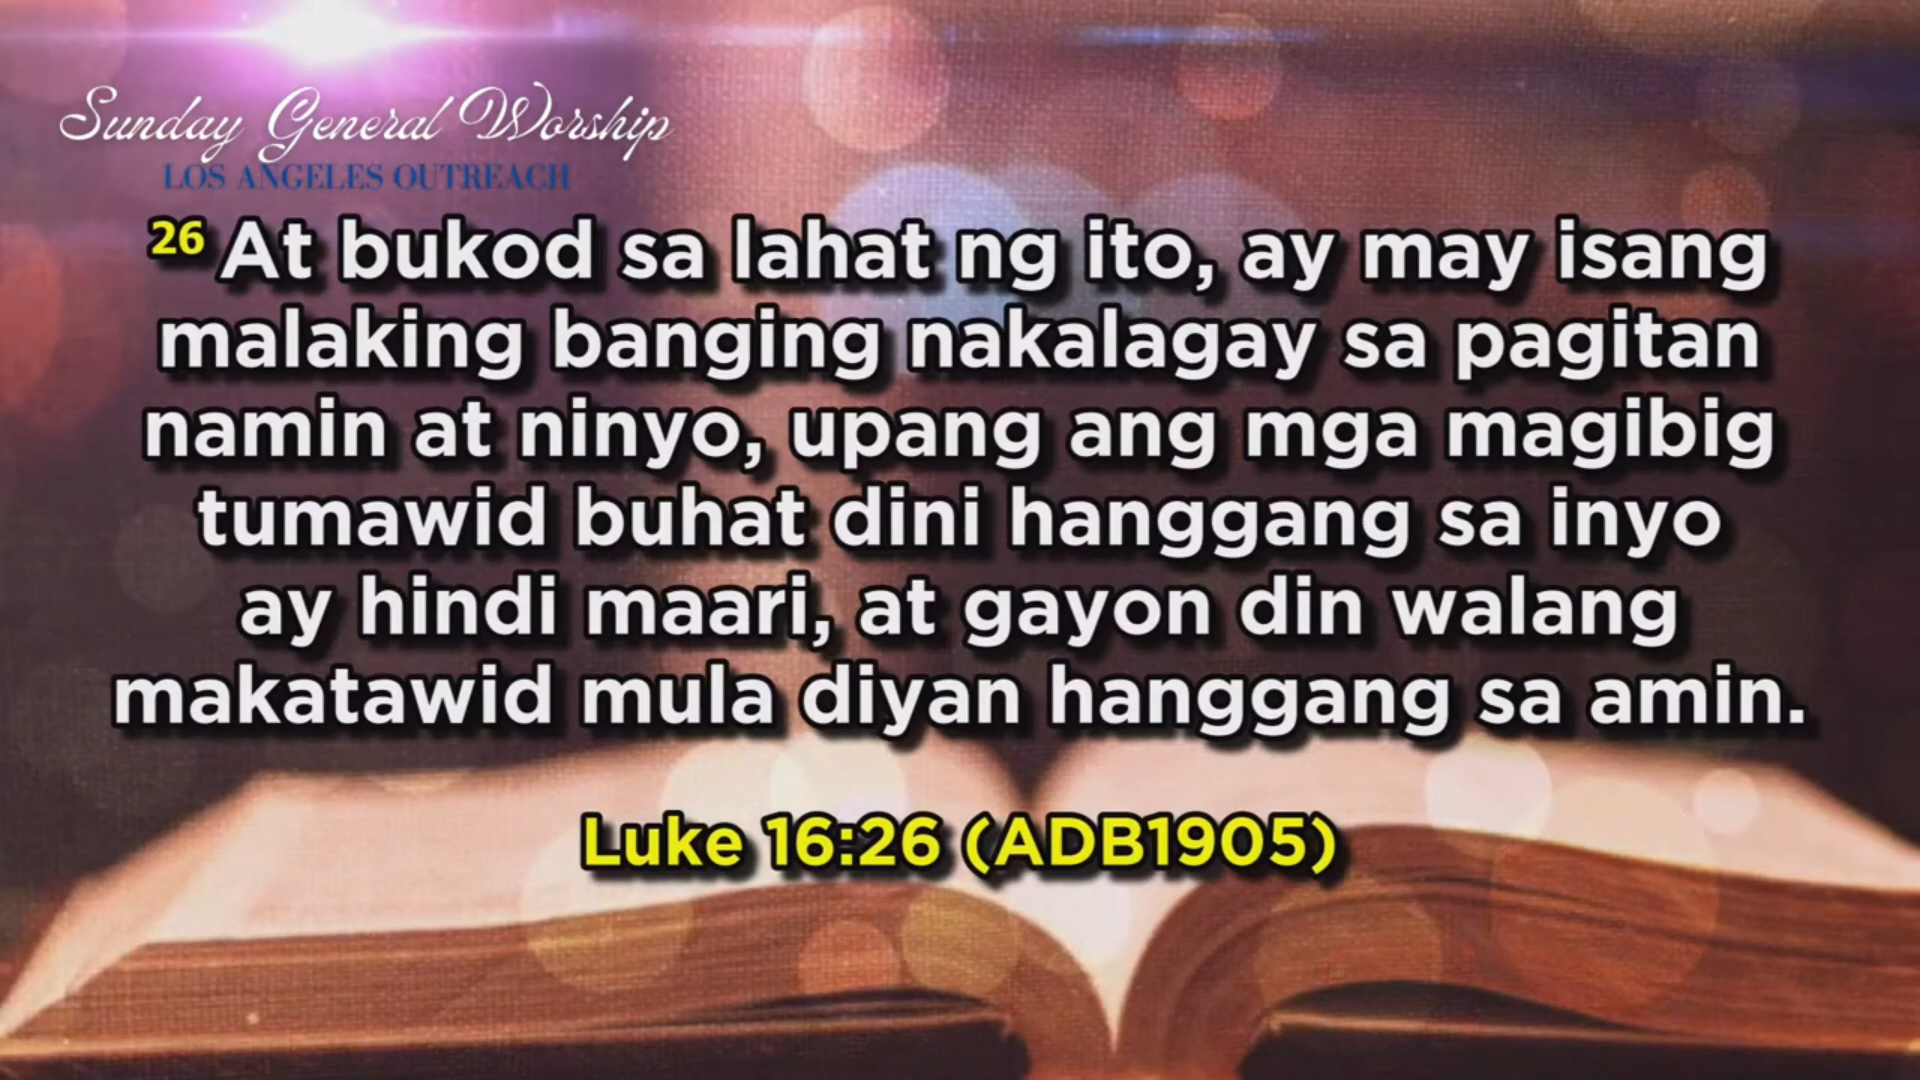 Sunday General Worship
LOS ANGELES OUTREACH
26 At bukod sa lahat ng ito, ay may isang
malaking banging nakalagay sa pagitan
namin at ninyo, upang ang mga magibig
tumawid buhat dini hanggang sa inyo
ay hindi maari, at gayon din walang
makatawid mula diyan hanggang sa amin.
Luke 16:26 (ADB1905)